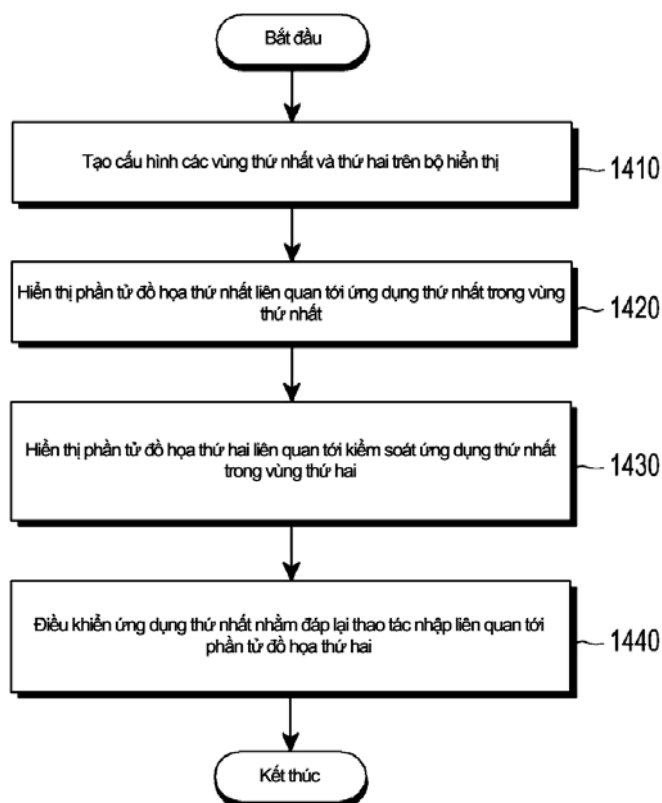 Bắt đầu
Tạo cấu hình các vùng thứ nhất và thứ hai trên bộ hiển thị
1410
Hiển thị phần tử đồ họa thứ nhất liên quan tới ứng dụng thứ nhất trong vùng
thứ nhất
1420
Hiển thị phần tử đồ họa thứ hai liên quan tới kiểm soát ứng dụng thứ nhất
trong vùng thứ hai
1430
Điều khiển ứng dụng thứ nhất nhằm đáp lại thao tác nhập liên quan tới
phần tử đồ họa thứ hai
1440
Kết thúc